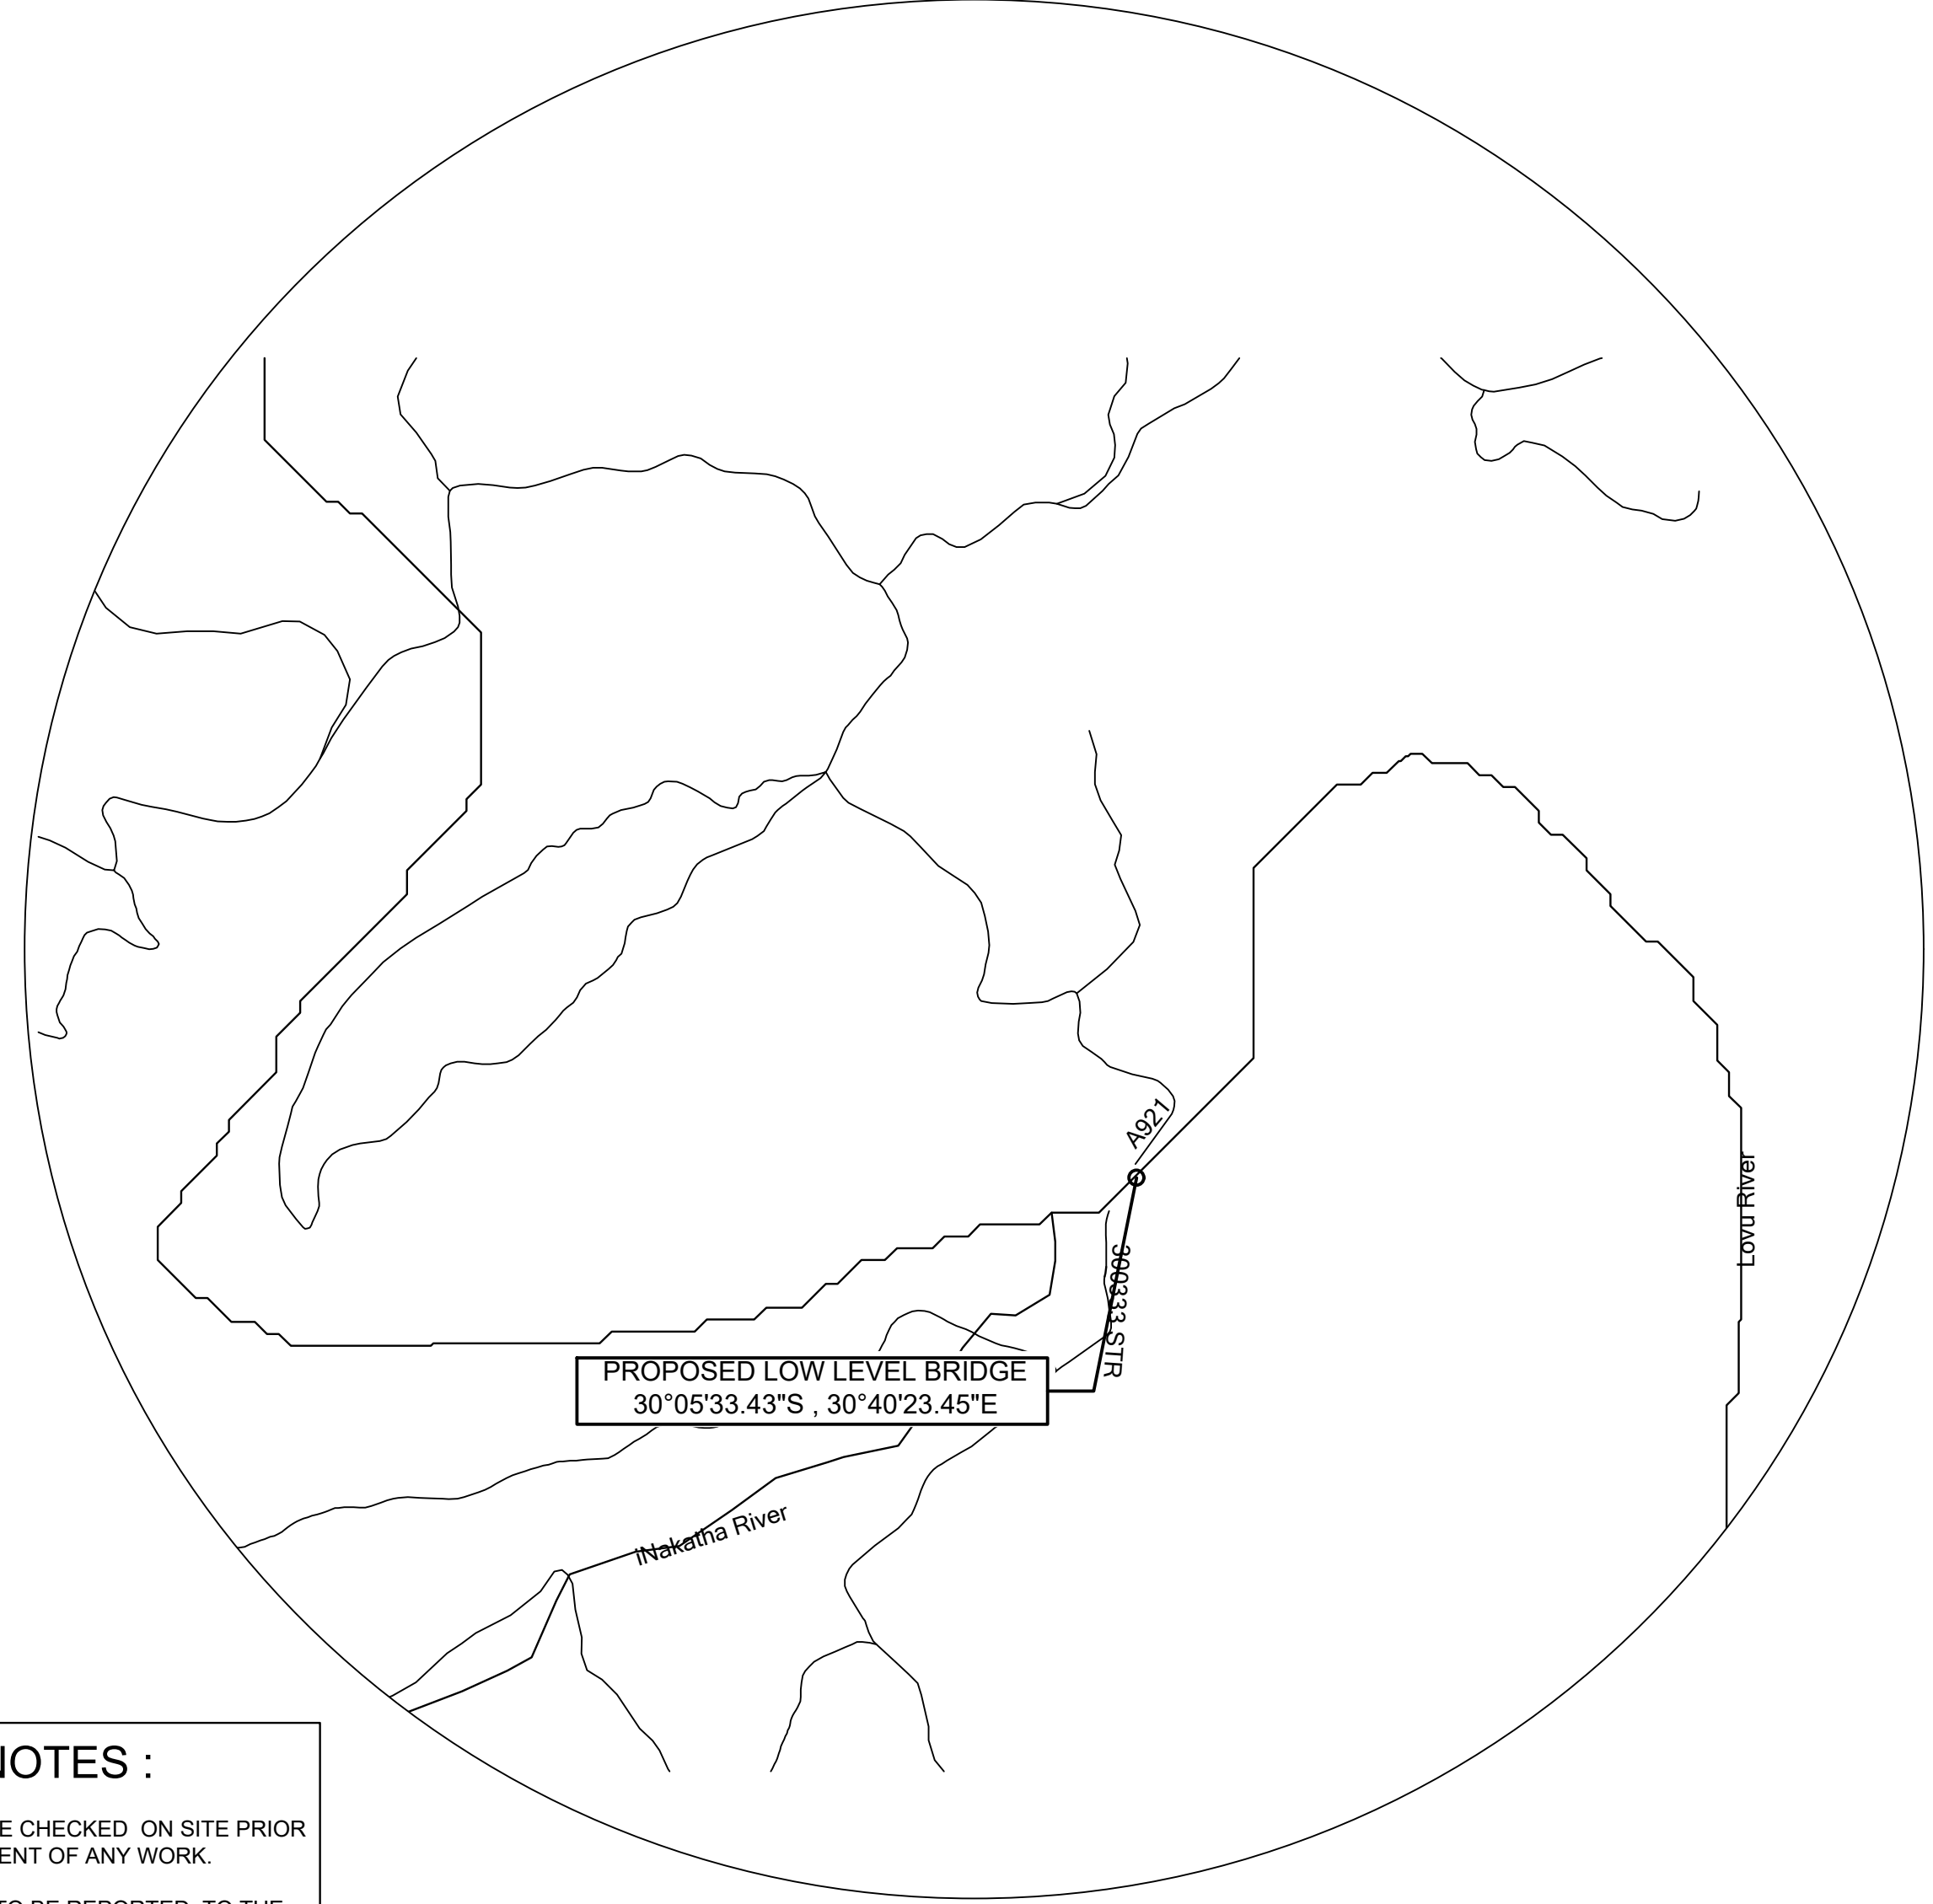 A921
Lovu River
300333 STR
PROPOSED LOW LEVEL BRIDGE
30°05'33.43"S , 30°40'23.45"E
iNakatha River
NOTES :
CHECKED ON SITE PRIOR
OF ANY WORK.